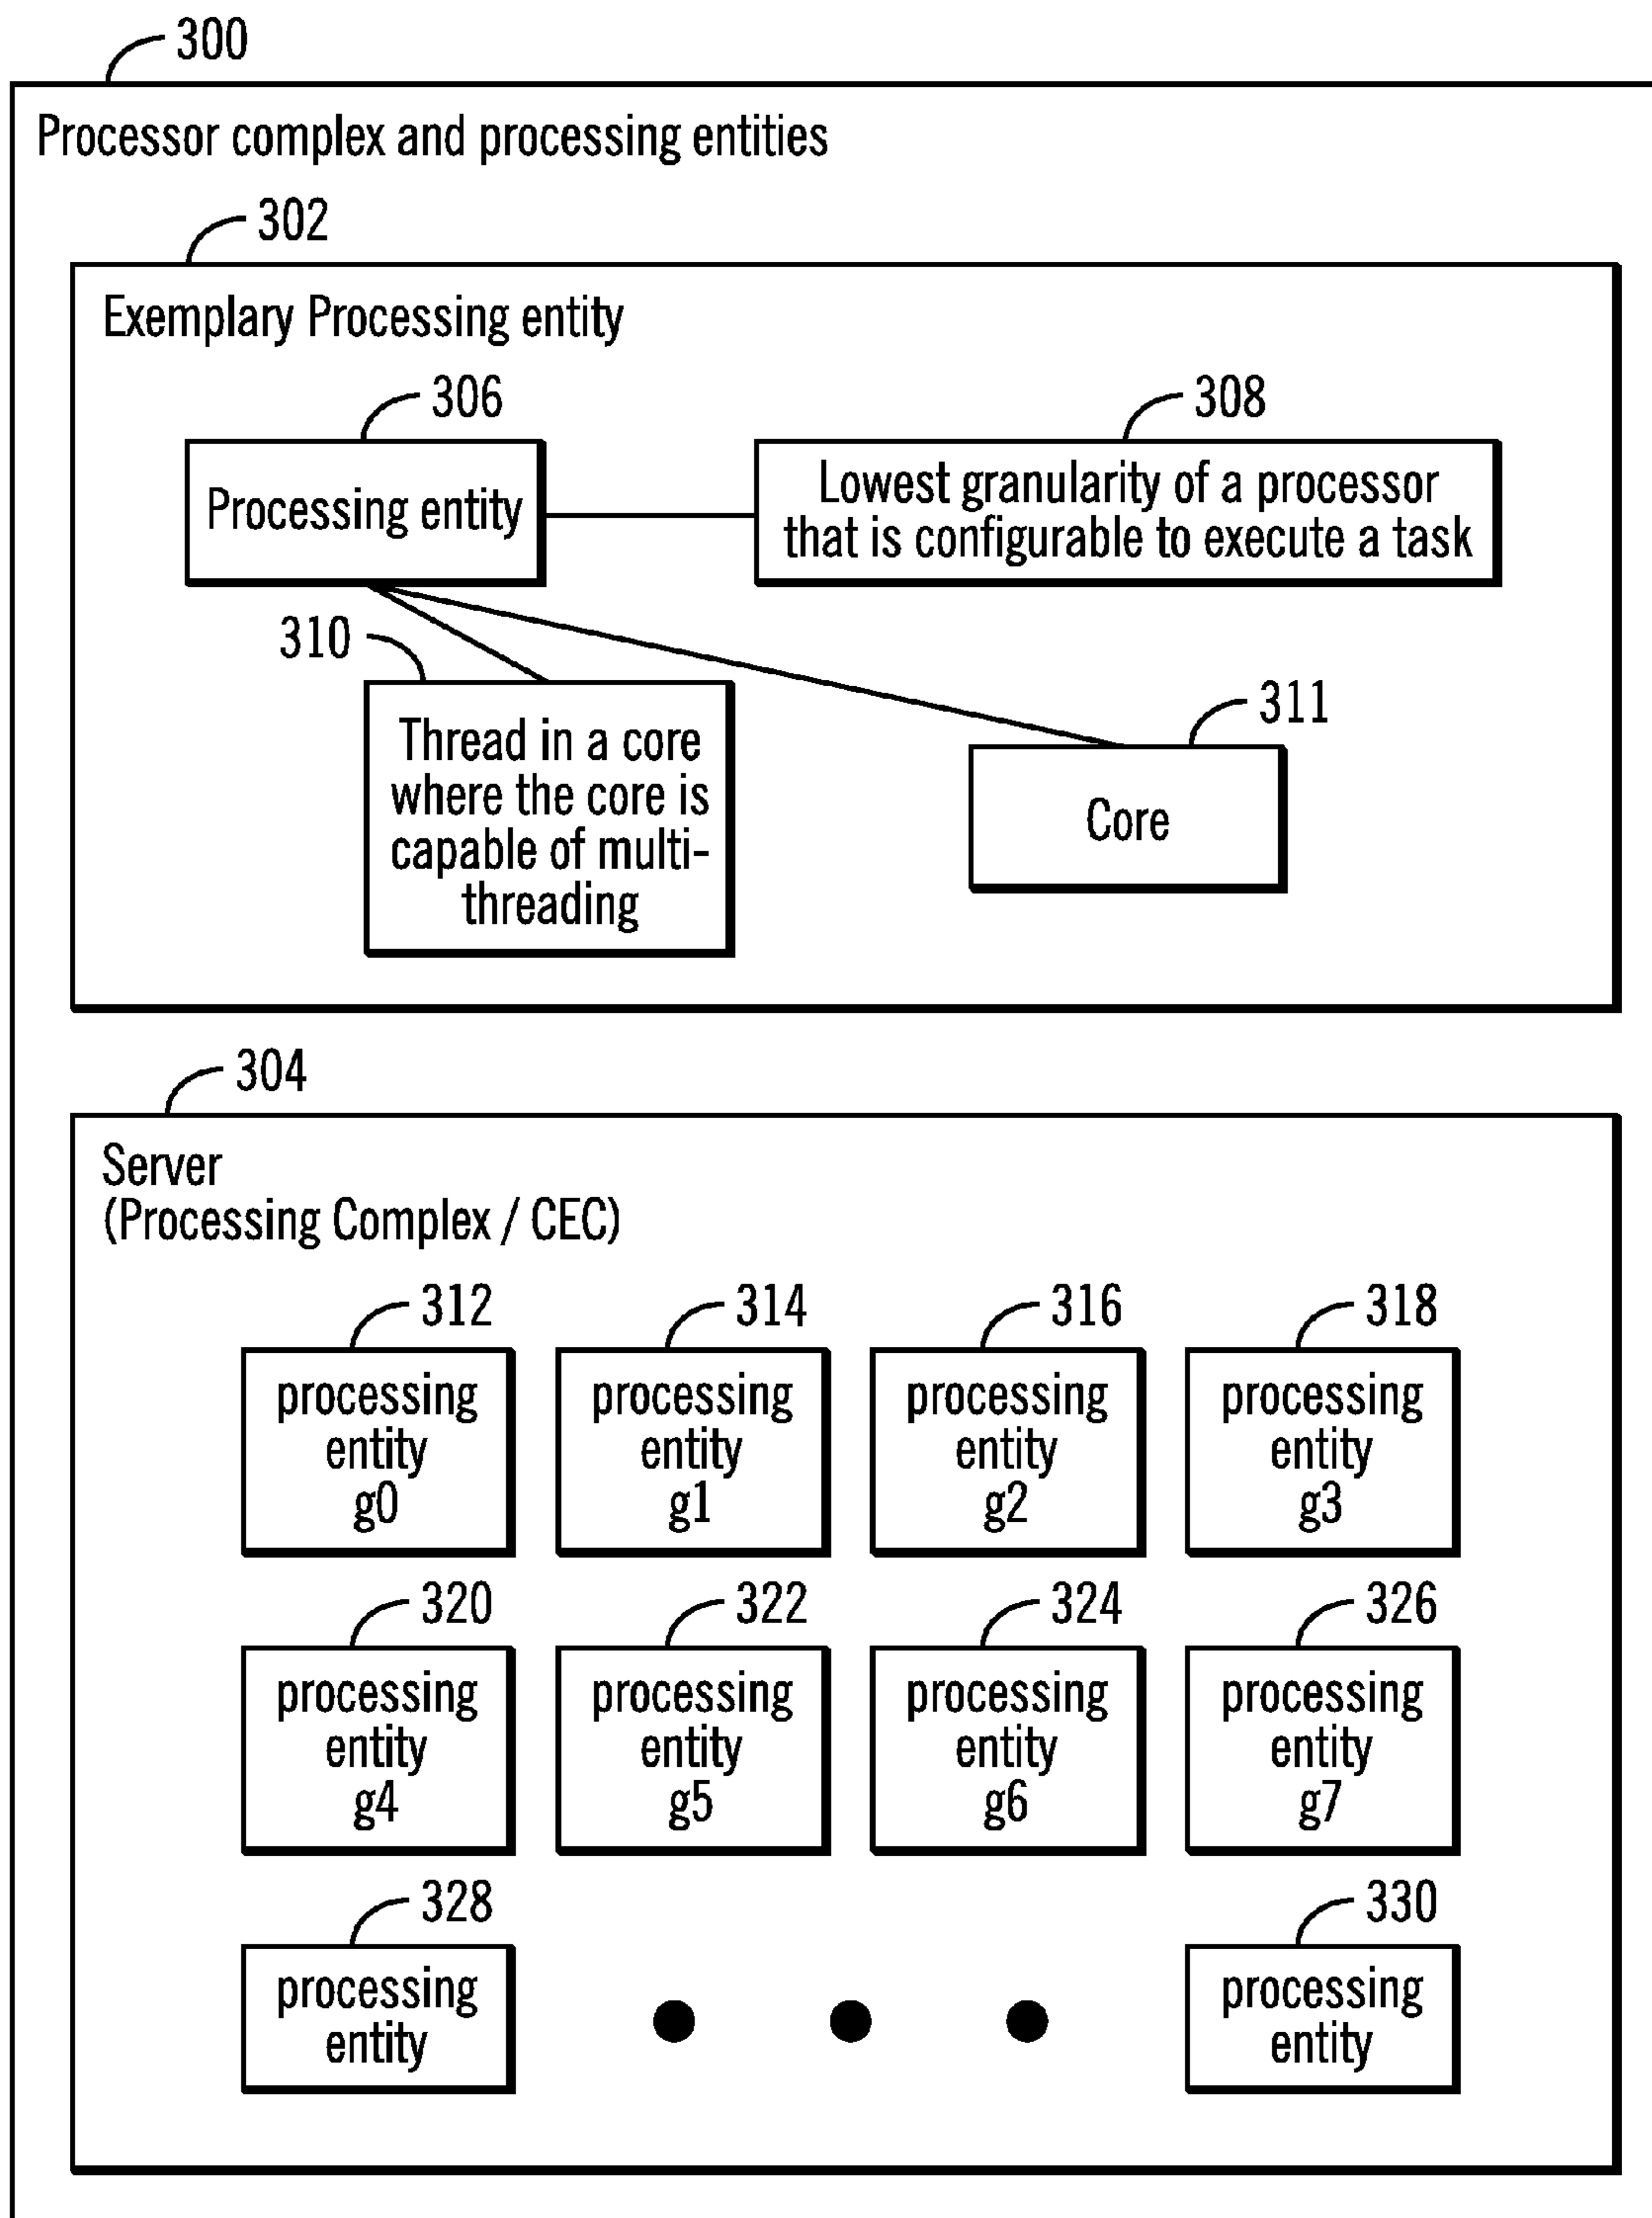 300
Processor complex and processing entities
302
Exemplary Processing entity
306
308
Processing entity
Lowest granularity of a processor
that is configurable to execute a task
310
311
Thread in a core
where the core is
capable of multi-
threading
Core
304
Server
(Processing Complex / CEC)
312
314
316
318
processing
entity
g0
processing
entity
g1
processing
entity
g2
processing
entity
g3
320
322
324
326
processing
entity
g4
processing
entity
g5
processing
entity
g6
processing
entity
g7
328
330
processing
entity
processing
entity